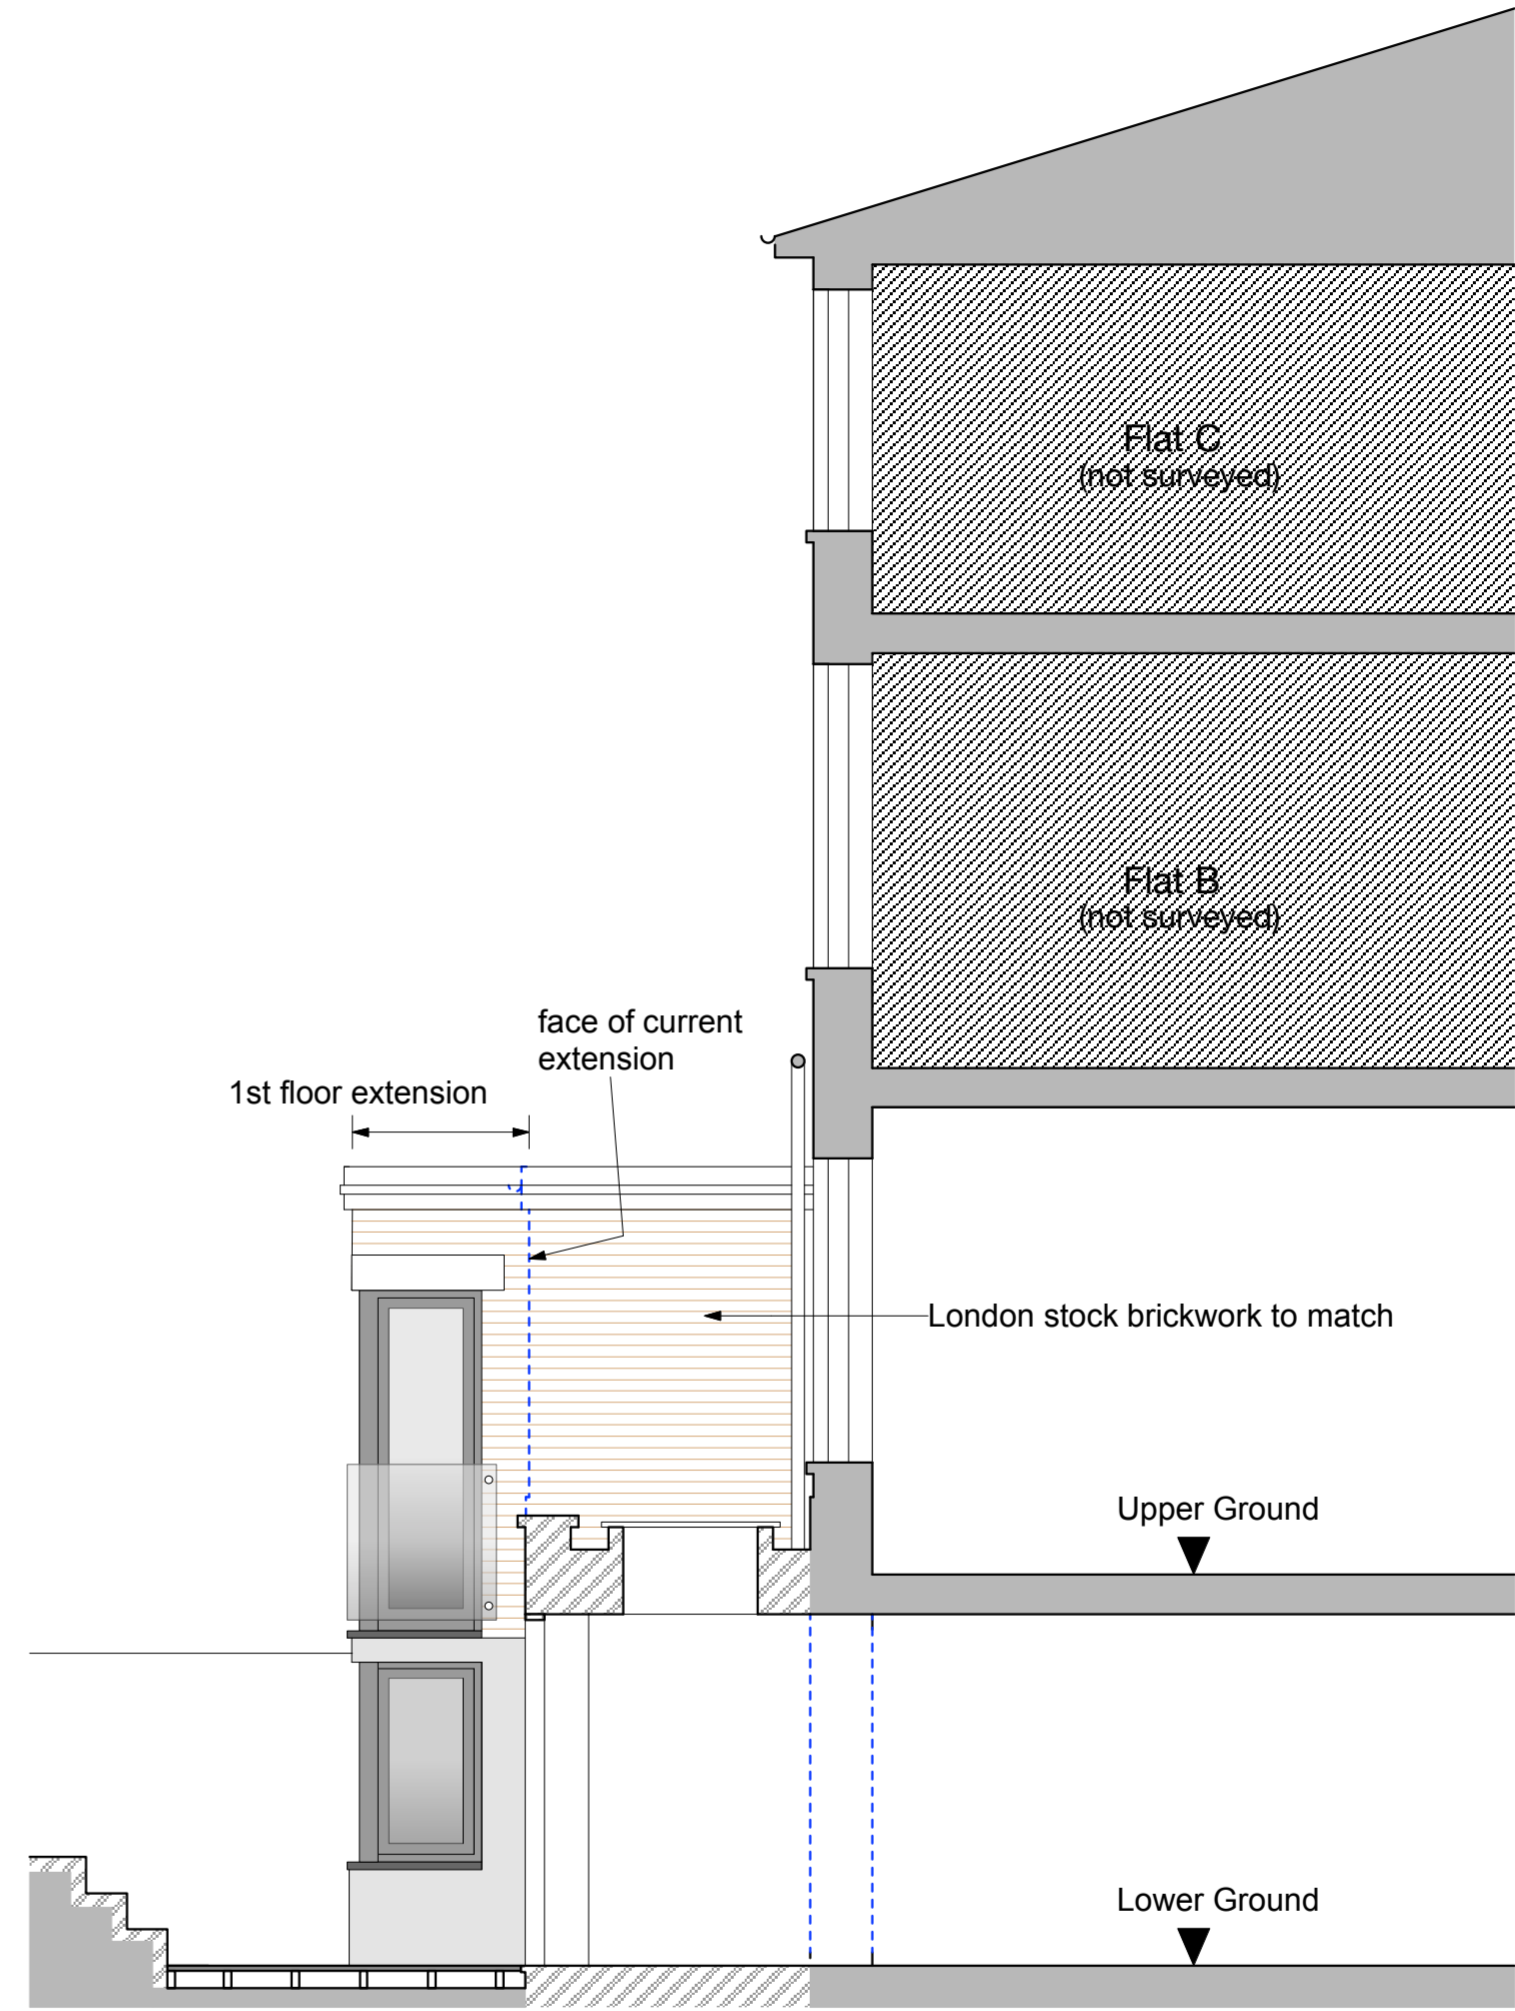 Flat C
(not surveyed)
Flat B
(not surveyed)
face of current
extension
1st floor extension
London stock brickwork to match
Upper Ground
Lower Ground